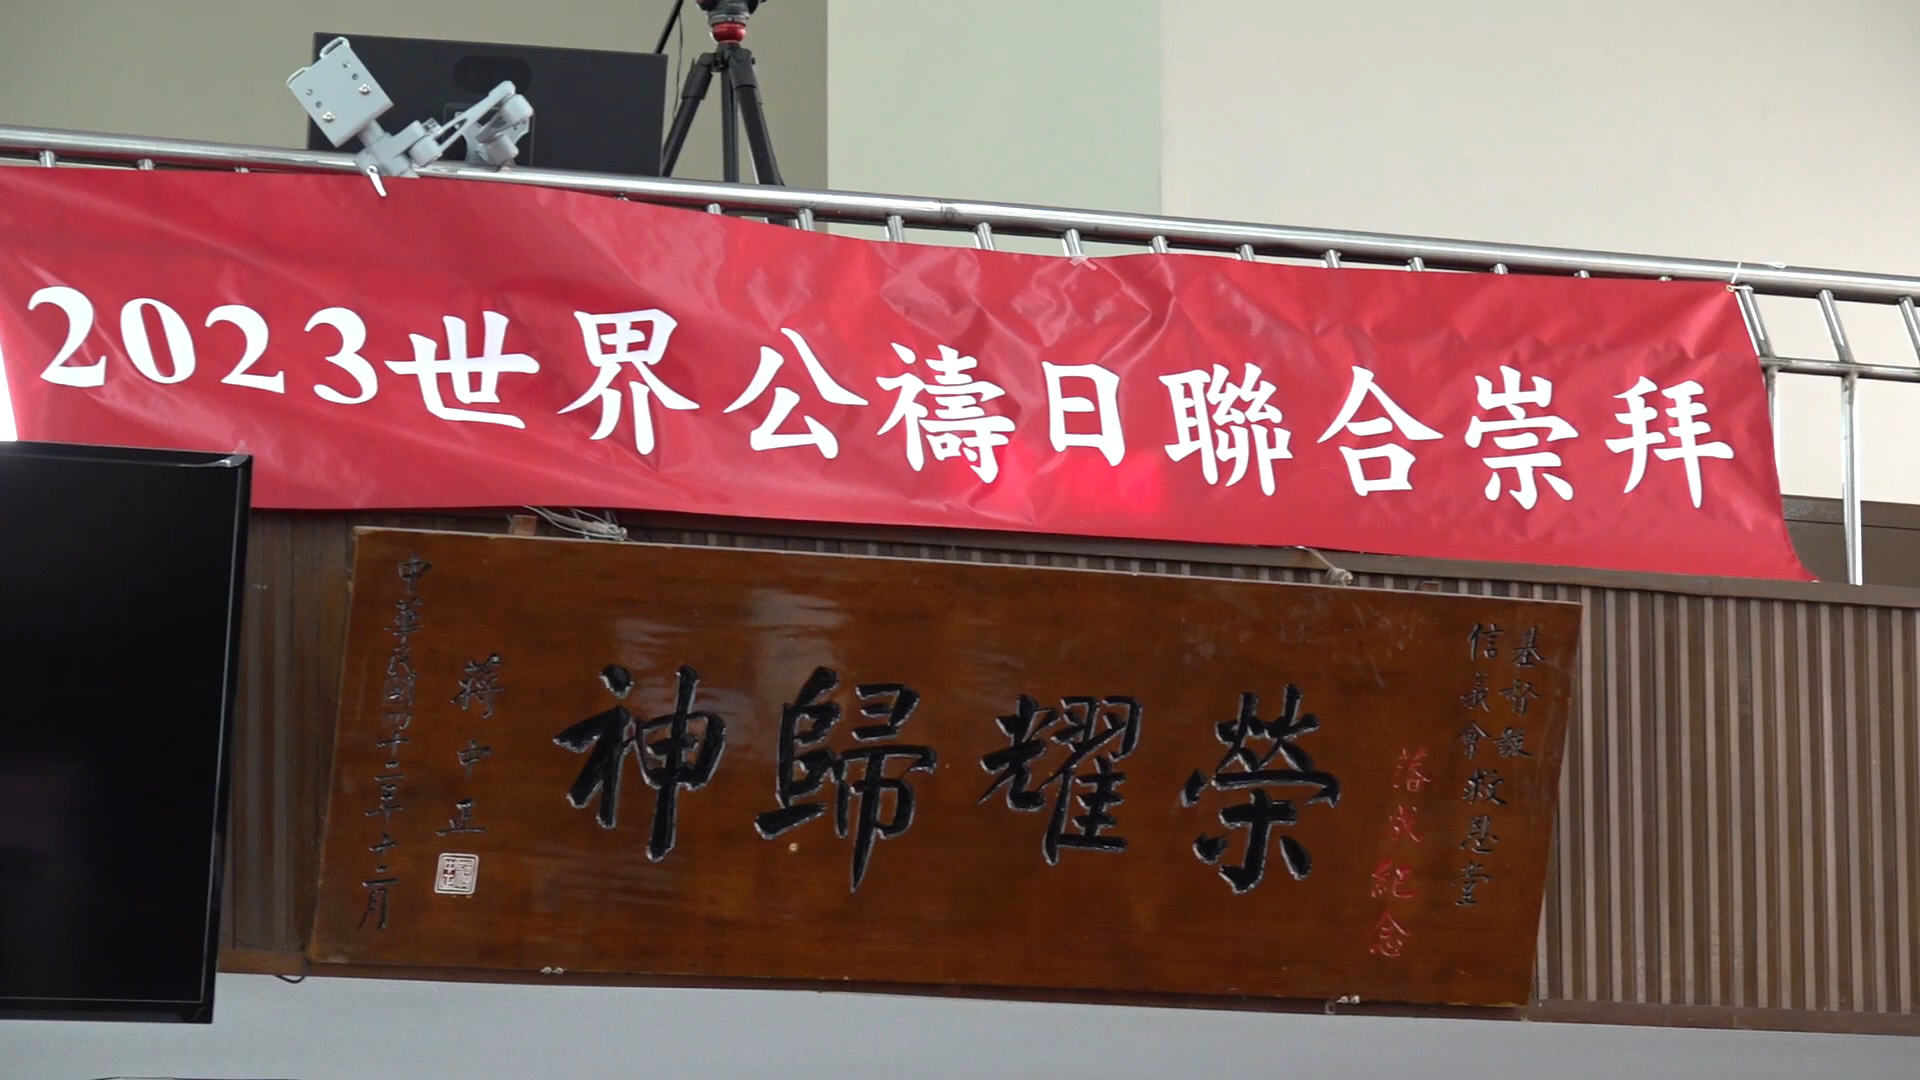 2023世界公禱日聯合崇拜
基督教
信義會救恩堂
落成紀念
榮耀歸神
蔣中正
中華民國四十二年十二月